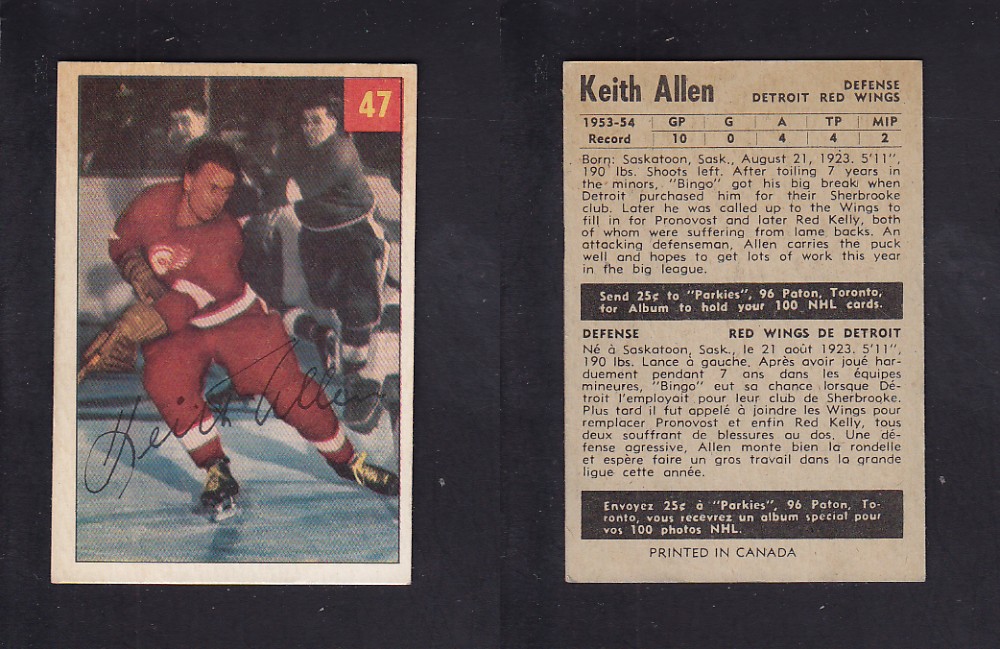 47
Keith Allen
Keith Allen
DEFENSE
DETROIT RED WINGS
1953-54 GP G A TP MIP
Record 10 0 4 4 2
Born: Saskatoon, Sask., August 21, 1923. 5'11",
190 lbs. Shoots left. After toiling 7 years in
the minors, "Bingo" got his big break when
Detroit purchased him for their Sherbrooke
club. Later he was called up to the Wings to
fill in for Pronovost and later Red Kelly, both
of whom were suffering from lame backs. An
attacking defenseman, Allen carries the puck
well and hopes to get lots of work this year
in the big league.
Send 25¢ to "Parkies", 96 Paton, Toronto,
for Album to hold your 100 NHL cards.
DEFENSE RED WINGS DE DETROIT
Né à Saskatoon, Sask., le 21 août 1923. 5'11",
190 lbs. Lance à gauche. Après avoir joué har-
duement pendant 7 ans dans les équipes
mineures, "Bingo" eut sa chance lorsque Dé-
troit l'employait pour leur club de Sherbrooke.
Plus tard il fut appelé à joindre les Wings pour
remplacer Pronovost et enfin Red Kelly, tous
deux souffrant de blessures au dos. Une dé-
fense agressive, Allen monte bien la rondelle
et espère faire un gros travail dans la grande
ligue cette année.
Envoyez 25¢ à "Parkies", 96 Paton, To-
ronto, vous recevrez un album spécial pour
vos 100 photos NHL.
PRINTED IN CANADA